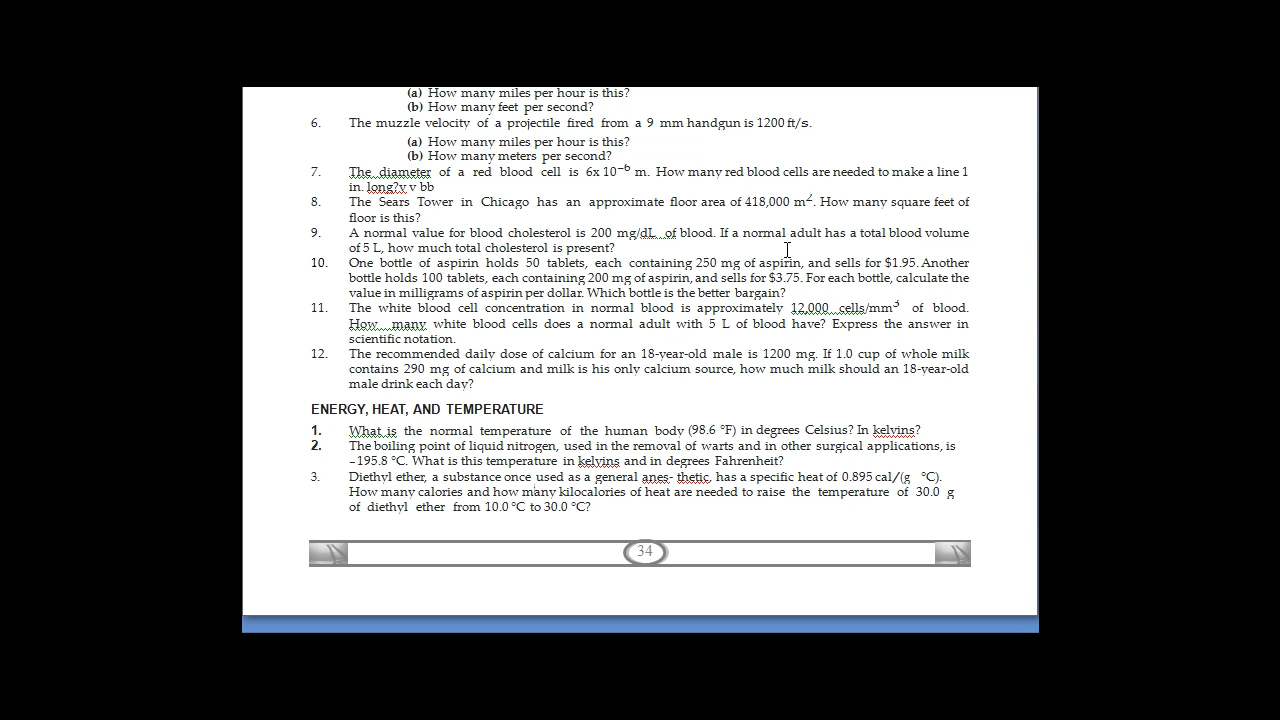 (a) How many miles per hour is this?
(b) How many feet per second?
6. The muzzle velocity of a projectile fired from a 9 mm handgun is 1200 ft/s.
(a) How many miles per hour is this?
(b) How many meters per second?
7. The diameter of a red blood cell is 6x 10⁻⁶ m. How many red blood cells are needed to make a line 1
in. long?v v bb
8. The Sears Tower in Chicago has an approximate floor area of 418,000 m². How many square feet of
floor is this?
9. A normal value for blood cholesterol is 200 mg/dL of blood. If a normal adult has a total blood volume
of 5 L, how much total cholesterol is present?
10. One bottle of aspirin holds 50 tablets, each containing 250 mg of aspirin, and sells for $1.95. Another
bottle holds 100 tablets, each containing 200 mg of aspirin, and sells for $3.75. For each bottle, calculate the
value in milligrams of aspirin per dollar. Which bottle is the better bargain?
11. The white blood cell concentration in normal blood is approximately 12,000 cells/mm³ of blood.
How many white blood cells does a normal adult with 5 L of blood have? Express the answer in
scientific notation.
12. The recommended daily dose of calcium for an 18-year-old male is 1200 mg. If 1.0 cup of whole milk
contains 290 mg of calcium and milk is his only calcium source, how much milk should an 18-year-old
male drink each day?
ENERGY, HEAT, AND TEMPERATURE
1. What is the normal temperature of the human body (98.6 °F) in degrees Celsius? In kelvins?
2. The boiling point of liquid nitrogen, used in the removal of warts and in other surgical applications, is
−195.8 °C. What is this temperature in kelvins and in degrees Fahrenheit?
3. Diethyl ether, a substance once used as a general anes- thetic, has a specific heat of 0.895 cal/(g °C).
How many calories and how many kilocalories of heat are needed to raise the temperature of 30.0 g
of diethyl ether from 10.0 °C to 30.0 °C?
34